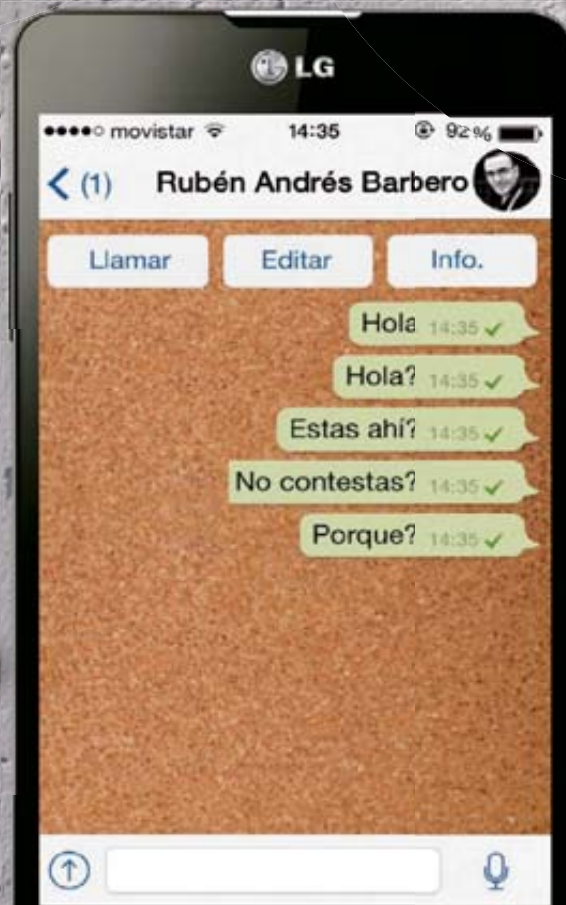 LG
movistar 14:35 92%
(1) Rubén Andrés Barbero
Llamar Editar Info.
Hola 14:35
Hola? 14:35
Estas ahí? 14:35
No contestas? 14:35
Porque? 14:35